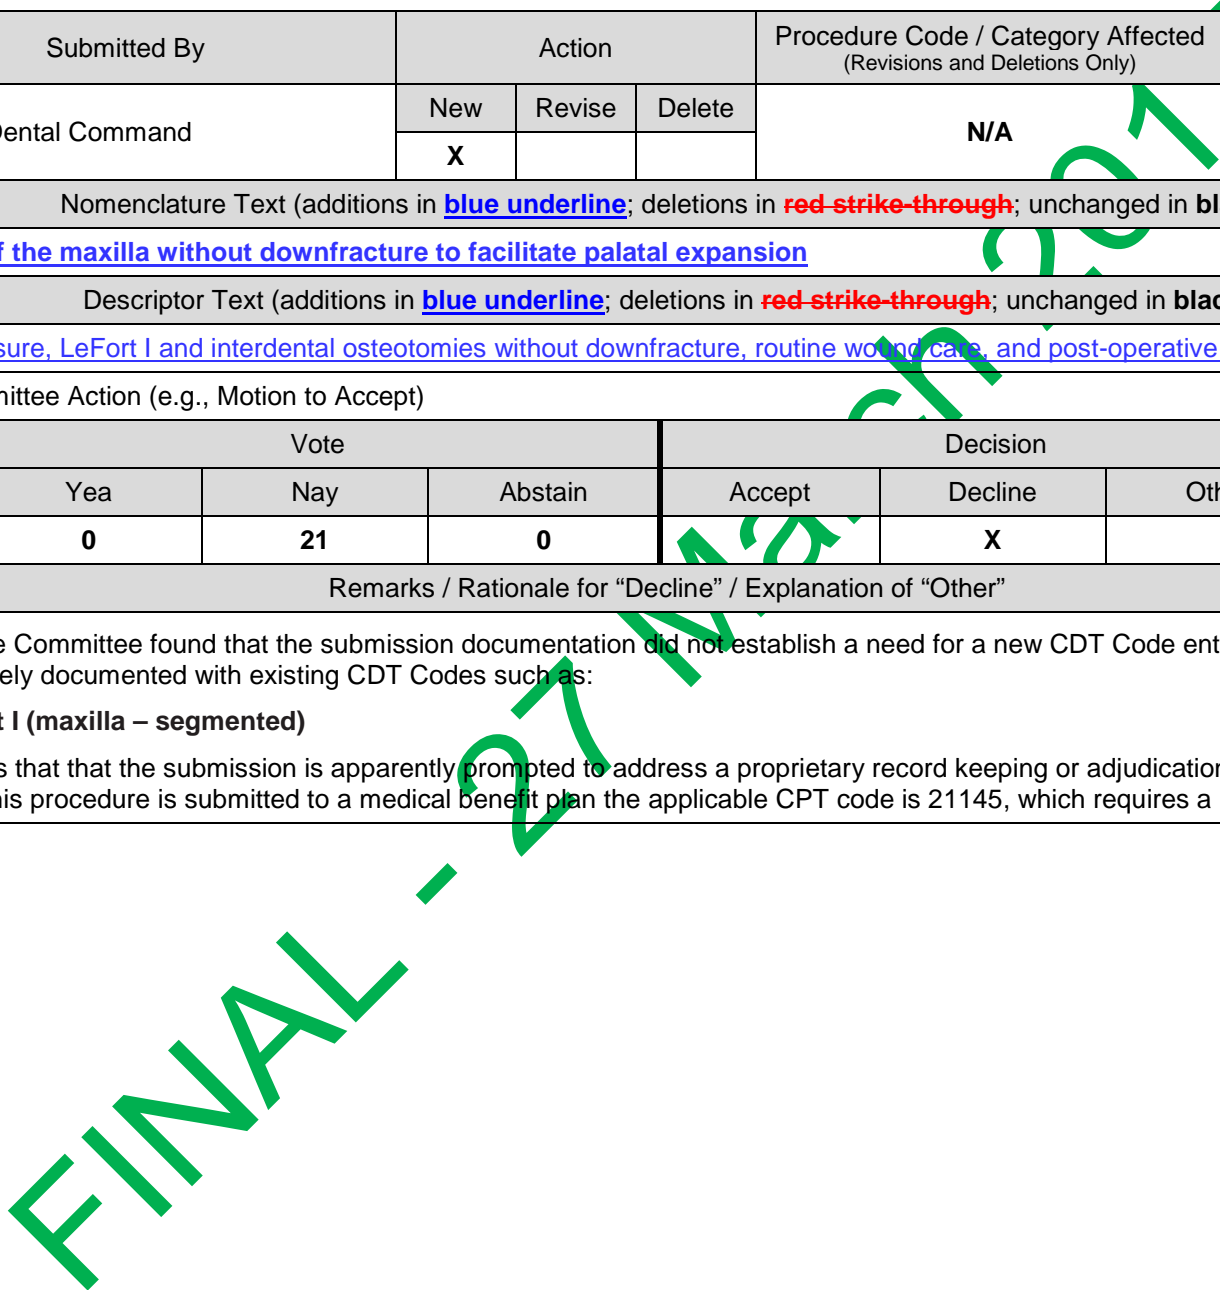 Submitted By Action Procedure Code / Category Affected
(Revisions and Deletions Only)
Dental Command New Revise Delete N/A
X
Nomenclature Text (additions in blue underline; deletions in red strike-through; unchanged in bl
f the maxilla without downfracture to facilitate palatal expansion
Descriptor Text (additions in blue underline; deletions in red strike-through; unchanged in blac
sure, LeFort I and interdental osteotomies without downfracture, routine wound care, and post-operative
mittee Action (e.g., Motion to Accept)
Vote Decision
Yea Nay Abstain Accept Decline Oth
0 21 0 X
Remarks / Rationale for “Decline” / Explanation of “Other”
e Committee found that the submission documentation did not establish a need for a new CDT Code ent
ely documented with existing CDT Codes such as:
t I (maxilla – segmented)
s that that the submission is apparently prompted to address a proprietary record keeping or adjudication
his procedure is submitted to a medical benefit plan the applicable CPT code is 21145, which requires a
FINAL - 27 March 201